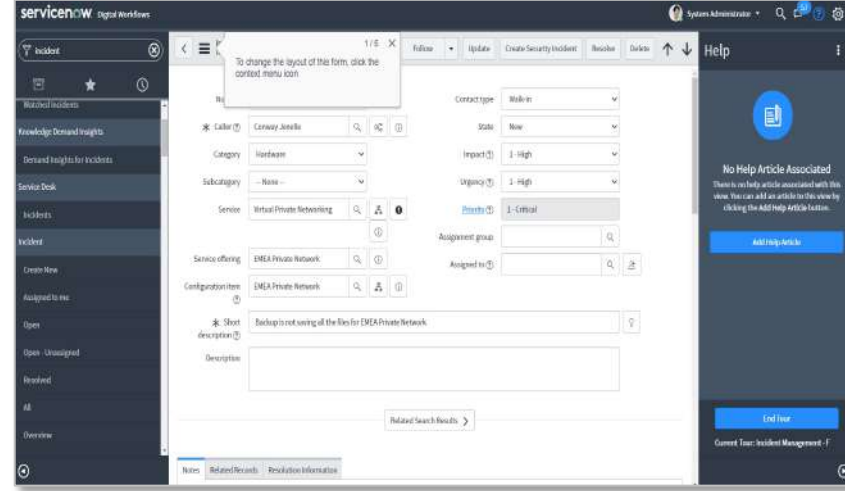 servicenow Digital Workflows
System Administrator
incident
Watched Incidents
Knowledge Demand Insights
Demand Insights for Incidents
Service Desk
Incidents
Incident
Create New
Assigned to me
Open
Open - Unassigned
Resolved
All
Overview
1/6
To change the layout of this form, click the
context menu icon
Follow
Update
Create Security Incident
Resolve
Delete
Caller
Conway Jenelle
Category
Hardware
Subcategory
-- None --
Service
Virtual Private Networking
Service offering
EMEA Private Network
Configuration item
EMEA Private Network
Short
description
Backup is not saving all the files for EMEA Private Network
Description
Contact type
Walk-in
State
New
Impact
1 - High
Urgency
1 - High
Priority
1 - Critical
Assignment group
Assigned to
Related Search Results
Notes
Related Records
Resolution Information
Help
No Help Article Associated
There is no help article associated with this
view. You can add an article to this view by
clicking the Add Help Article button.
Add Help Article
End Tour
Current Tour: Incident Management - F